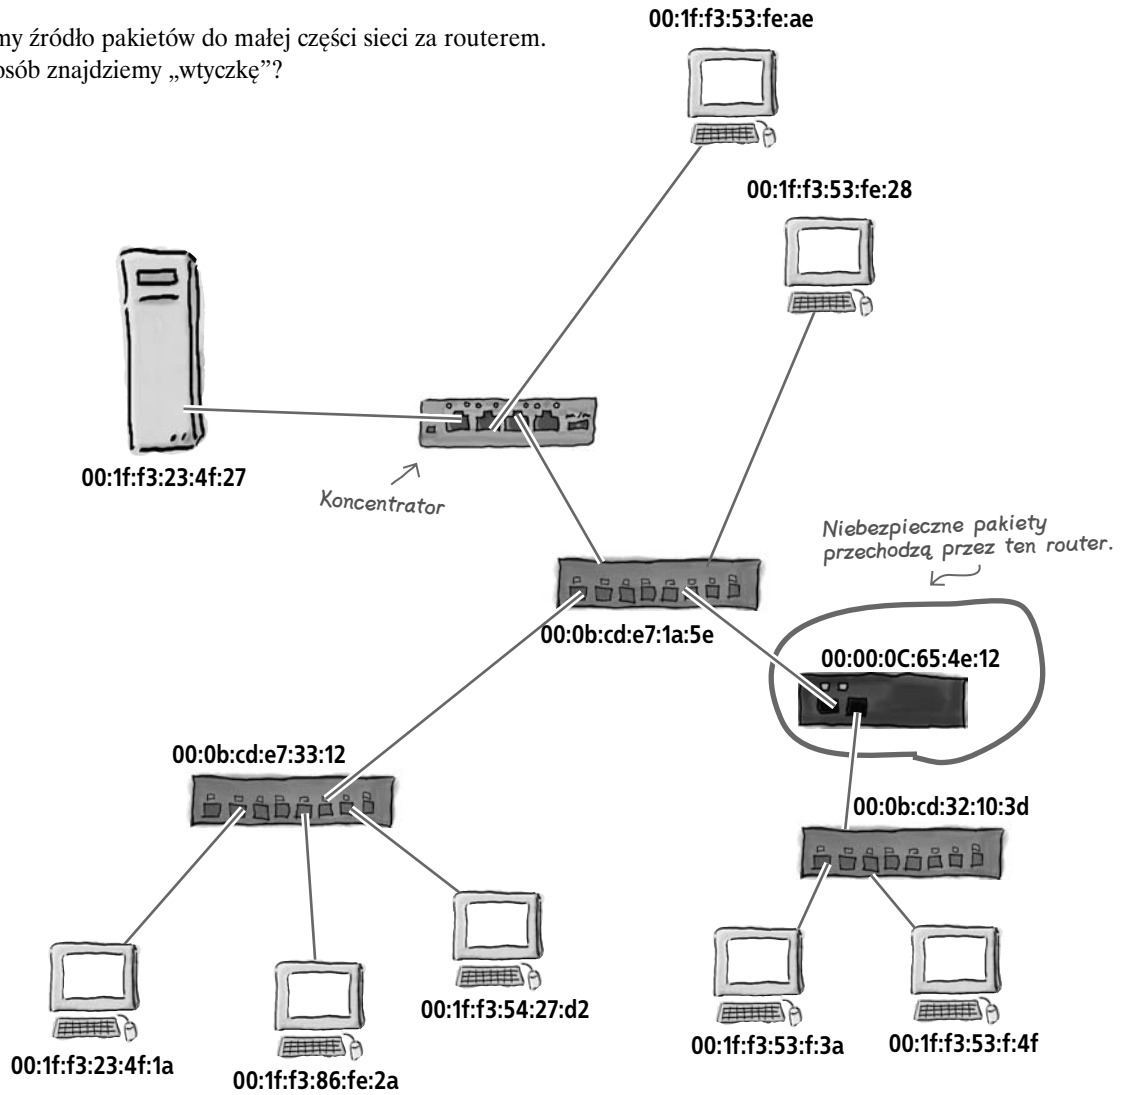 my źródło pakietów do małej części sieci za routerem.
osób znajdziemy „wtyczkę”?
00:1f:f3:53:fe:ae
00:1f:f3:53:fe:28
00:1f:f3:23:4f:27
Koncentrator
Niebezpieczne pakiety
przechodzą przez ten router.
00:0b:cd:e7:1a:5e
00:00:0C:65:4e:12
00:0b:cd:e7:33:12
00:0b:cd:32:10:3d
00:1f:f3:54:27:d2
00:1f:f3:53:f:3a
00:1f:f3:53:f:4f
00:1f:f3:23:4f:1a
00:1f:f3:86:fe:2a